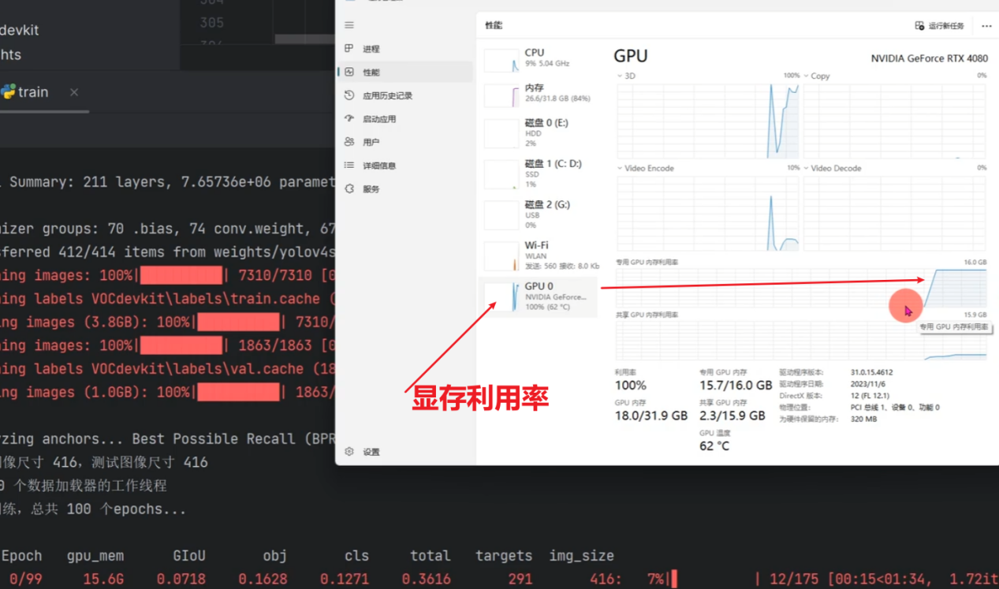 305
devkit
hts
train
Summary: 211 layers, 7.65736e+06 paramet
nizer groups: 70 .bias, 74 conv.weight, 67
sferred 412/414 items from weights/yolov4s
ning images: 100%| | 7310/7310 [0
ning labels VOCdevkit\labels\train.cache (
ng images (3.8GB): 100%| | 7310/
ning images: 100%| | 1863/1863 [0
ning labels VOCdevkit\labels\val.cache (18
ng images (1.0GB): 100%| | 1863/
yzing anchors... Best Possible Recall (BPR
像尺寸 416, 测试图像尺寸 416
0 个数据加载器的工作线程
练, 总共 100 个epochs...
Epoch gpu_mem GIoU obj cls total targets img_size
0/99 15.6G 0.0718 0.1628 0.1271 0.3616 291 416: 7%| | 12/175 [00:15<01:34, 1.72it
进程
性能
应用历史记录
启动应用
用户
详细信息
服务
设置
性能
运行新任务
CPU
9% 5.04 GHz
内存
26.6/31.8 GB (84%)
磁盘 0 (E:)
HDD
2%
磁盘 1 (C: D:)
SSD
1%
磁盘 2 (G:)
USB
0%
Wi-Fi
WLAN
发送: 560 接收: 8.0 Kb
GPU 0
NVIDIA GeForce...
100% (62 °C)
GPU
NVIDIA GeForce RTX 4080
3D 100%
Copy 0%
Video Encode 10%
Video Decode 0%
专用 GPU 内存利用率 16.0 GB
共享 GPU 内存利用率 15.9 GB
专用 GPU 内存利用率
利用率
100%
GPU 内存
18.0/31.9 GB
专用 GPU 内存
15.7/16.0 GB
共享 GPU 内存
2.3/15.9 GB
GPU 温度
62 °C
驱动程序版本: 31.0.15.4612
驱动程序日期: 2023/11/6
DirectX 版本: 12 (FL 12.1)
物理位置: PCI 总线 1、设备 0、功能 0
为硬件保留的内存: 320 MB
显存利用率